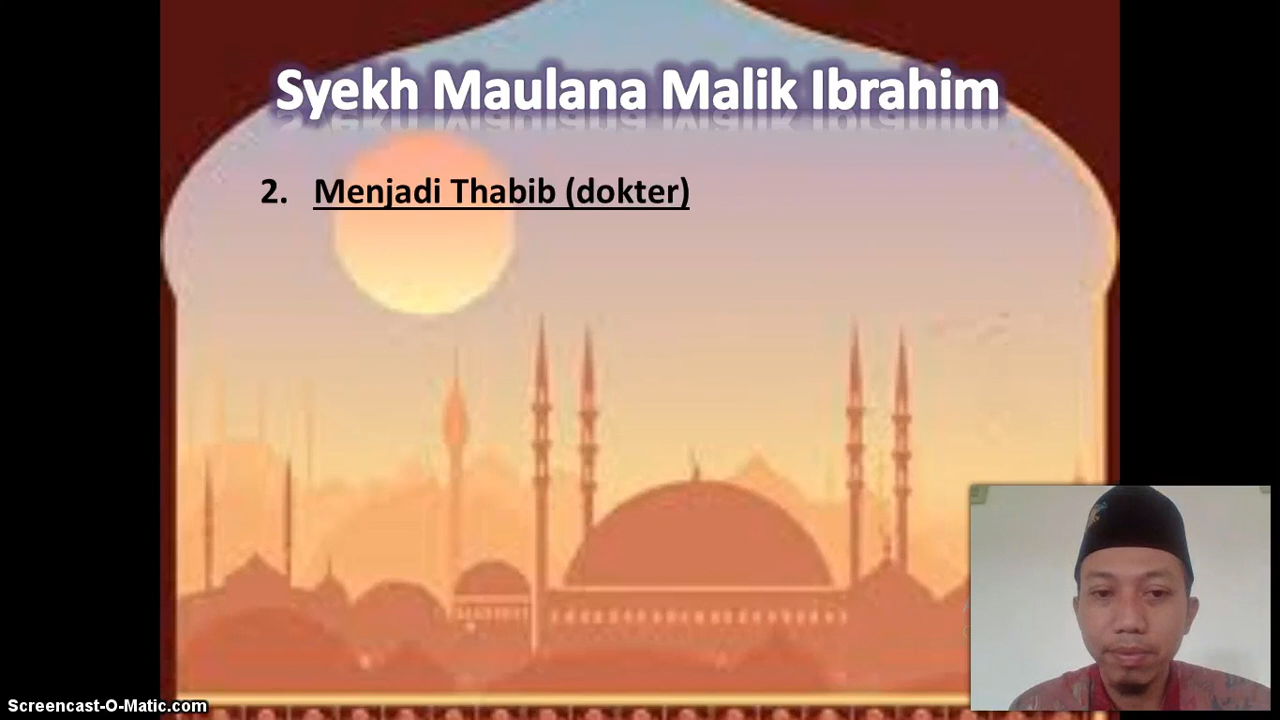 Syekh Maulana Malik Ibrahim
2. Menjadi Thabib (dokter)
Screencast-O-Matic.com